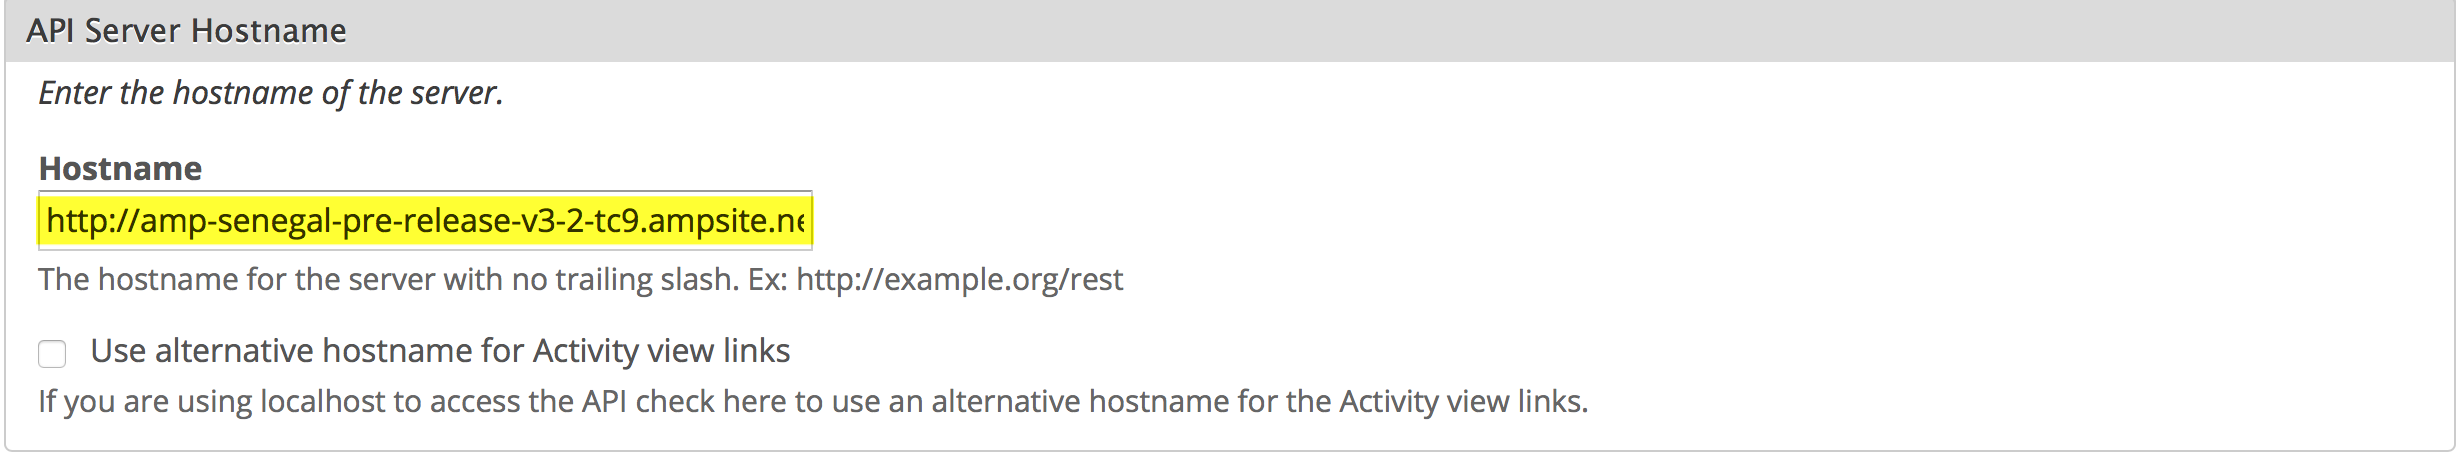 API Server Hostname
Enter the hostname of the server.
Hostname
http://amp-senegal-pre-release-v3-2-tc9.ampsite.ne
The hostname for the server with no trailing slash. Ex: http://example.org/rest
Use alternative hostname for Activity view links
If you are using localhost to access the API check here to use an alternative hostname for the Activity view links.